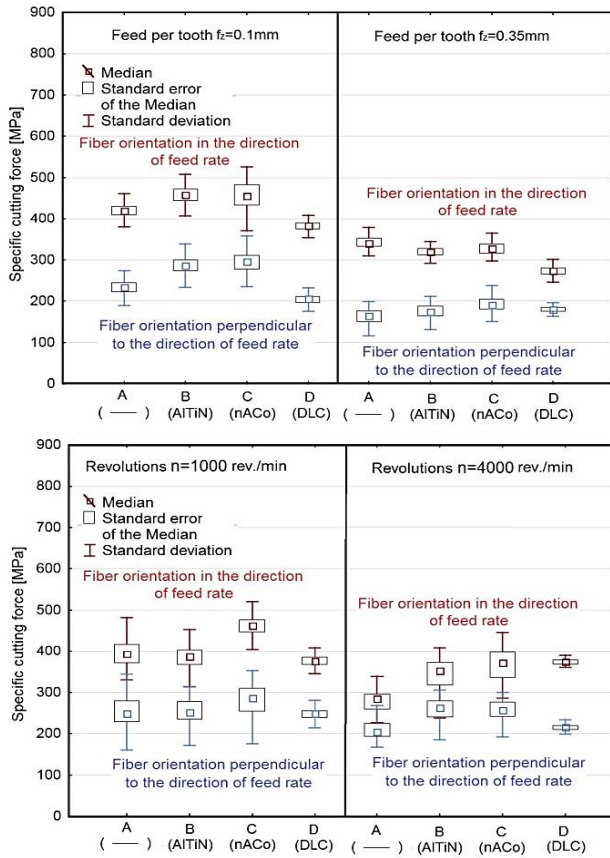 900
800
700
600
500
400
300
200
100
0
Specific cutting force [MPa]
Feed per tooth fz=0.1mm
Median
Standard error
of the Median
Standard deviation
Fiber orientation in the direction
of feed rate
Fiber orientation perpendicular
to the direction of feed rate
Feed per tooth fz=0.35mm
Fiber orientation in the direction
of feed rate
Fiber orientation perpendicular
to the direction of feed rate
A B C D A B C D
( —— ) (AlTiN) (nACo) (DLC) ( —— ) (AlTiN) (nACo) (DLC)
900
800
700
600
500
400
300
200
100
0
Specific cutting force [MPa]
Revolutions n=1000 rev./min
Median
Standard error
of the Median
Standard deviation
Fiber orientation in the direction
of feed rate
Fiber orientation perpendicular
to the direction of feed rate
Revolutions n=4000 rev./min
Fiber orientation in the direction
of feed rate
Fiber orientation perpendicular
to the direction of feed rate
A B C D A B C D
( —— ) (AlTiN) (nACo) (DLC) ( —— ) (AlTiN) (nACo) (DLC)